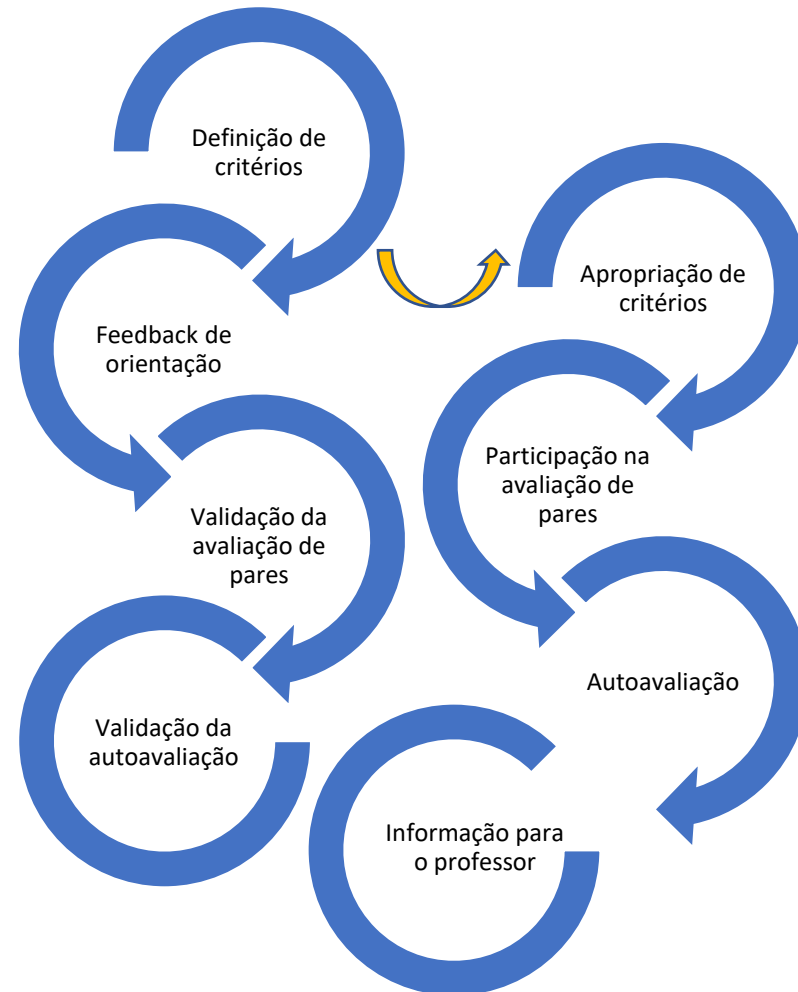 Definição de
critérios
Feedback de
orientação
Validação da
avaliação de
pares
Validação da
autoavaliação
Apropriação de
critérios
Participação na
avaliação de
pares
Autoavaliação
Informação para
o professor